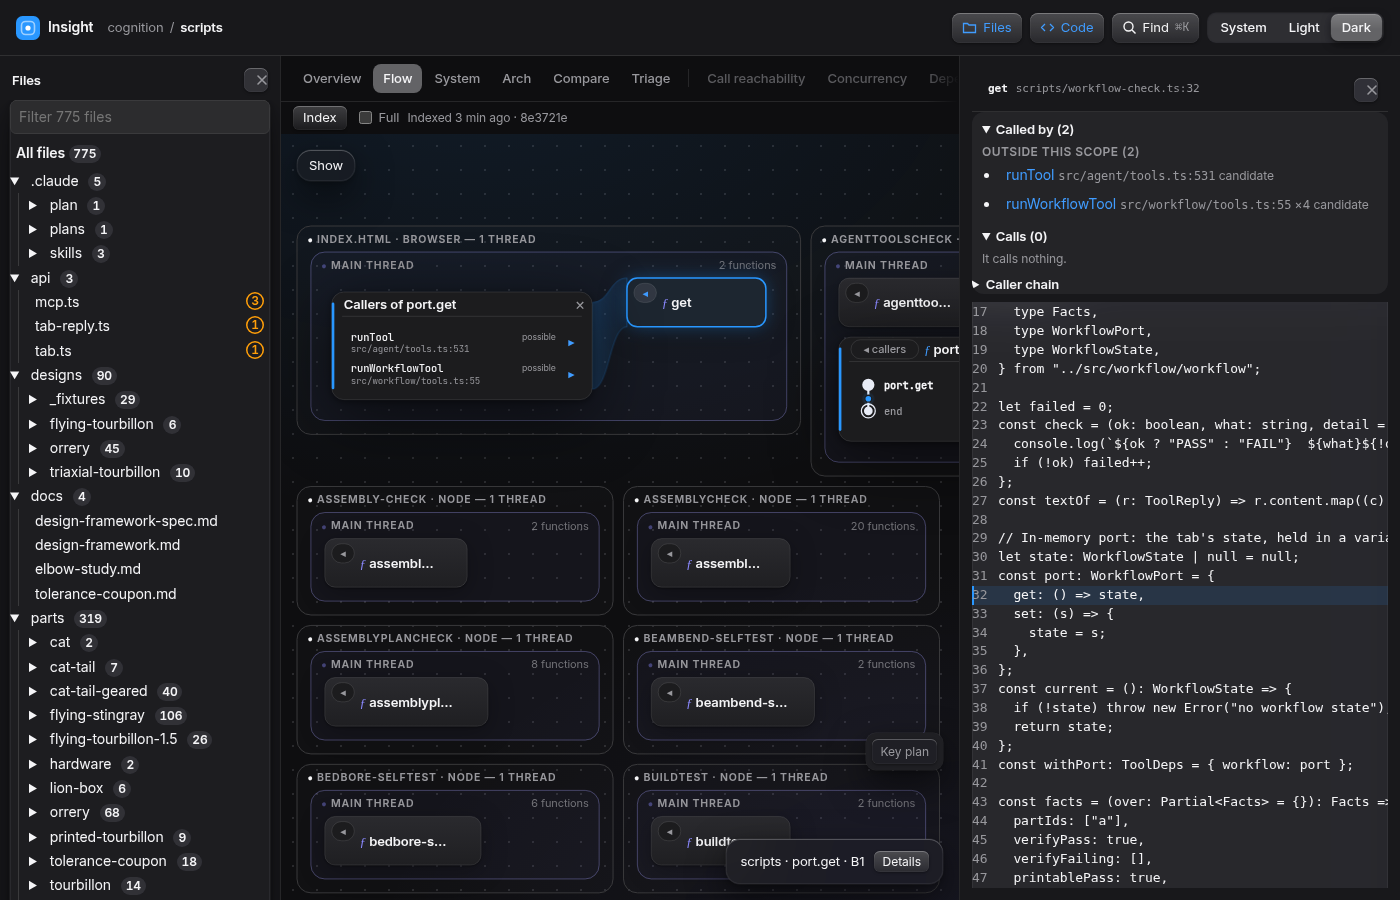 Insight cognition / scripts
Files Code Find ⌘K System Light Dark
Files
Filter 775 files
All files 775
.claude 5
plan 1
plans 1
skills 3
api 3
mcp.ts 3
tab-reply.ts 1
tab.ts 1
designs 90
_fixtures 29
flying-tourbillon 6
orrery 45
triaxial-tourbillon 10
docs 4
design-framework-spec.md
design-framework.md
elbow-study.md
tolerance-coupon.md
parts 319
cat 2
cat-tail 7
cat-tail-geared 40
flying-stingray 106
flying-tourbillon-1.5 26
hardware 2
lion-box 6
orrery 68
printed-tourbillon 9
tolerance-coupon 18
tourbillon 14
Overview Flow System Arch Compare Triage Call reachability Concurrency Dep
Index Full Indexed 3 min ago · 8e3721e
Show
INDEX.HTML · BROWSER — 1 THREAD
MAIN THREAD 2 functions
Callers of port.get ×
runTool possible
src/agent/tools.ts:531
runWorkflowTool possible
src/workflow/tools.ts:55
ƒ get
AGENTTOOLSCHECK ·
MAIN THREAD
ƒ agenttoo...
callers ƒ port
port.get
end
ASSEMBLY-CHECK · NODE — 1 THREAD
MAIN THREAD 2 functions
ƒ assembl...
ASSEMBLYCHECK · NODE — 1 THREAD
MAIN THREAD 20 functions
ƒ assembl...
ASSEMBLYPLANCHECK · NODE — 1 THREAD
MAIN THREAD 8 functions
ƒ assemblypl...
BEAMBEND-SELFTEST · NODE — 1 THREAD
MAIN THREAD 2 functions
ƒ beambend-s...
Key plan
BEDBORE-SELFTEST · NODE — 1 THREAD
MAIN THREAD 6 functions
ƒ bedbore-s...
BUILDTEST · NODE — 1 THREAD
MAIN THREAD 2 functions
scripts · port.get · B1 Details
get scripts/workflow-check.ts:32
Called by (2)
OUTSIDE THIS SCOPE (2)
runTool src/agent/tools.ts:531 candidate
runWorkflowTool src/workflow/tools.ts:55 ×4 candidate
Calls (0)
It calls nothing.
Caller chain
17 type Facts,
18 type WorkflowPort,
19 type WorkflowState,
20 } from "../src/workflow/workflow";
21
22 let failed = 0;
23 const check = (ok: boolean, what: string, detail =
24 console.log(`${ok ? "PASS" : "FAIL"} ${what}${!
25 if (!ok) failed++;
26 };
27 const textOf = (r: ToolReply) => r.content.map((c)
28
29 // In-memory port: the tab's state, held in a varia
30 let state: WorkflowState | null = null;
31 const port: WorkflowPort = {
32 get: () => state,
33 set: (s) => {
34 state = s;
35 },
36 };
37 const current = (): WorkflowState => {
38 if (!state) throw new Error("no workflow state")
39 return state;
40 };
41 const withPort: ToolDeps = { workflow: port };
42
43 const facts = (over: Partial<Facts> = {}): Facts =>
44 partIds: ["a"],
45 verifyPass: true,
46 verifyFailing: [],
47 printablePass: true,